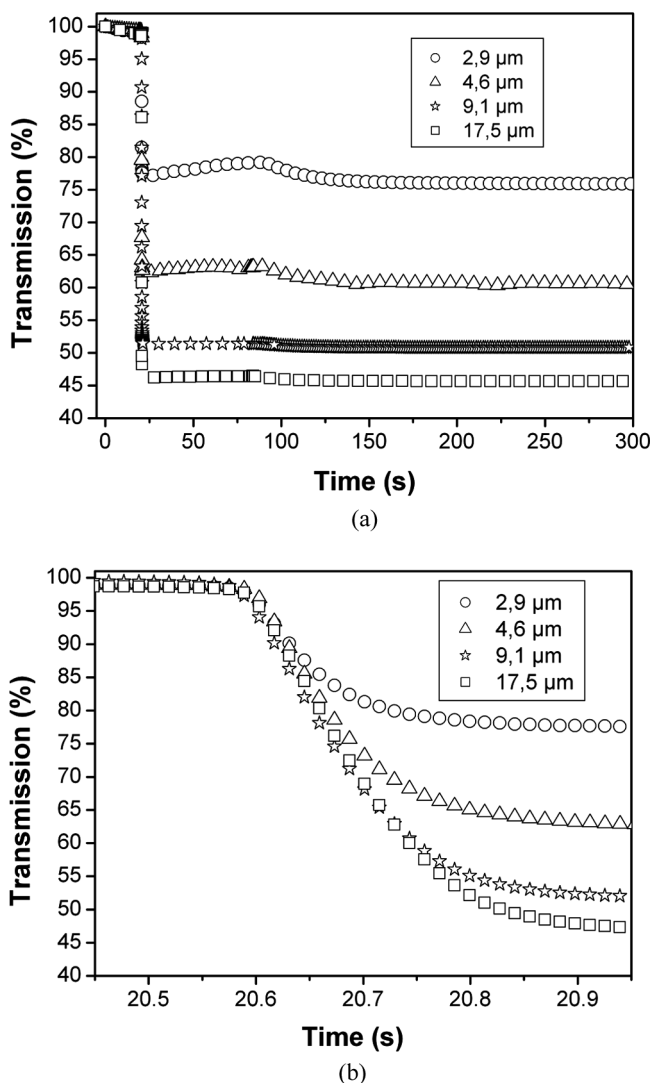 100
95
90
85
80
75
70
65
60
55
50
45
40
Transmission (%)
2,9 µm
4,6 µm
9,1 µm
17,5 µm
0 50 100 150 200 250 300
Time (s)
(a)
100
95
90
85
80
75
70
65
60
55
50
45
40
Transmission (%)
2,9 µm
4,6 µm
9,1 µm
17,5 µm
20.5 20.6 20.7 20.8 20.9
Time (s)
(b)